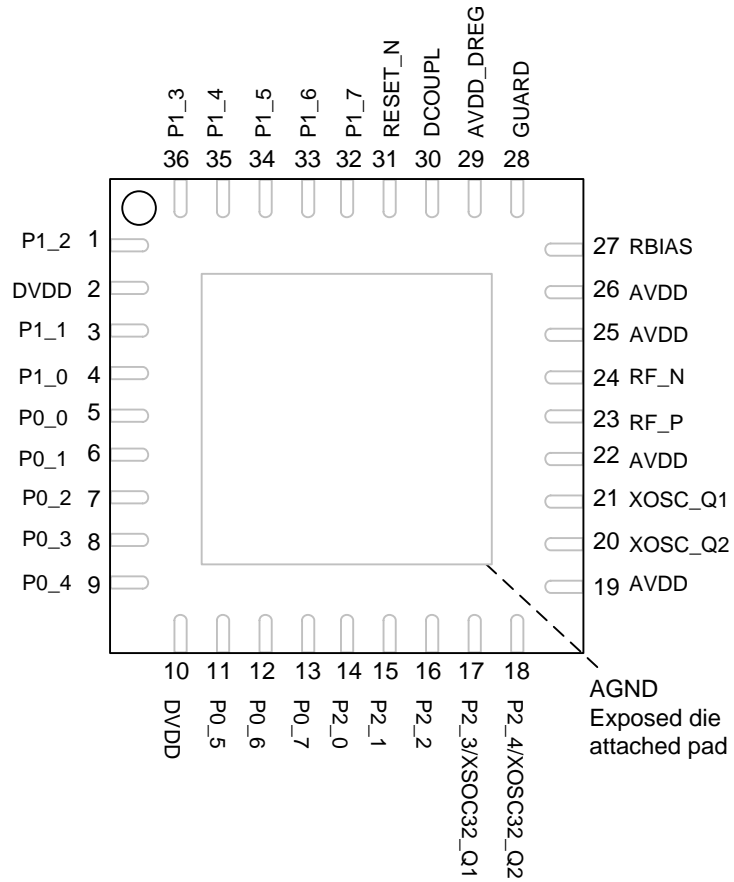 P1_3
P1_4
P1_5
P1_6
P1_7
RESET_N
DCOUPL
AVDD_DREG
GUARD
36 35 34 33 32 31 30 29 28
P1_2 1
DVDD 2
P1_1 3
P1_0 4
P0_0 5
P0_1 6
P0_2 7
P0_3 8
P0_4 9
27 RBIAS
26 AVDD
25 AVDD
24 RF_N
23 RF_P
22 AVDD
21 XOSC_Q1
20 XOSC_Q2
19 AVDD
10 11 12 13 14 15 16 17 18
DVDD
P0_5
P0_6
P0_7
P2_0
P2_1
P2_2
P2_3/XSOC32_Q1
P2_4/XOSC32_Q2
AGND
Exposed die
attached pad